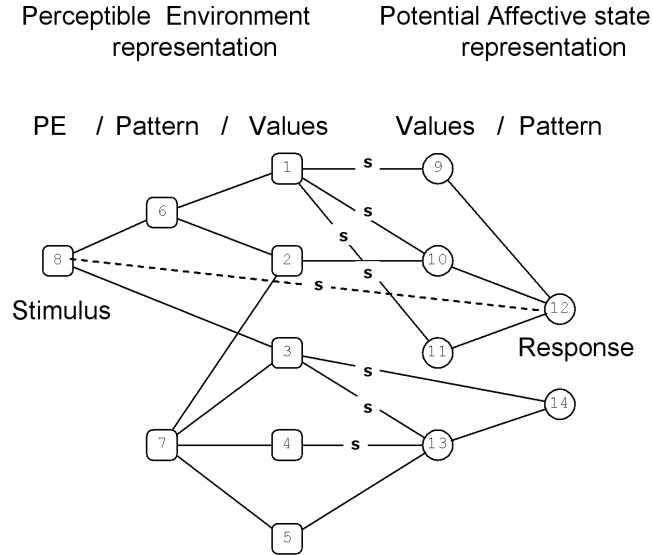 Perceptible Environment representation
Potential Affective state representation
PE / Pattern / Values
Values / Pattern
1
s
9
6
s
s
8
2
s
10
s
12
Stimulus
3
11
Response
s
14
s
7
4
s
13
5